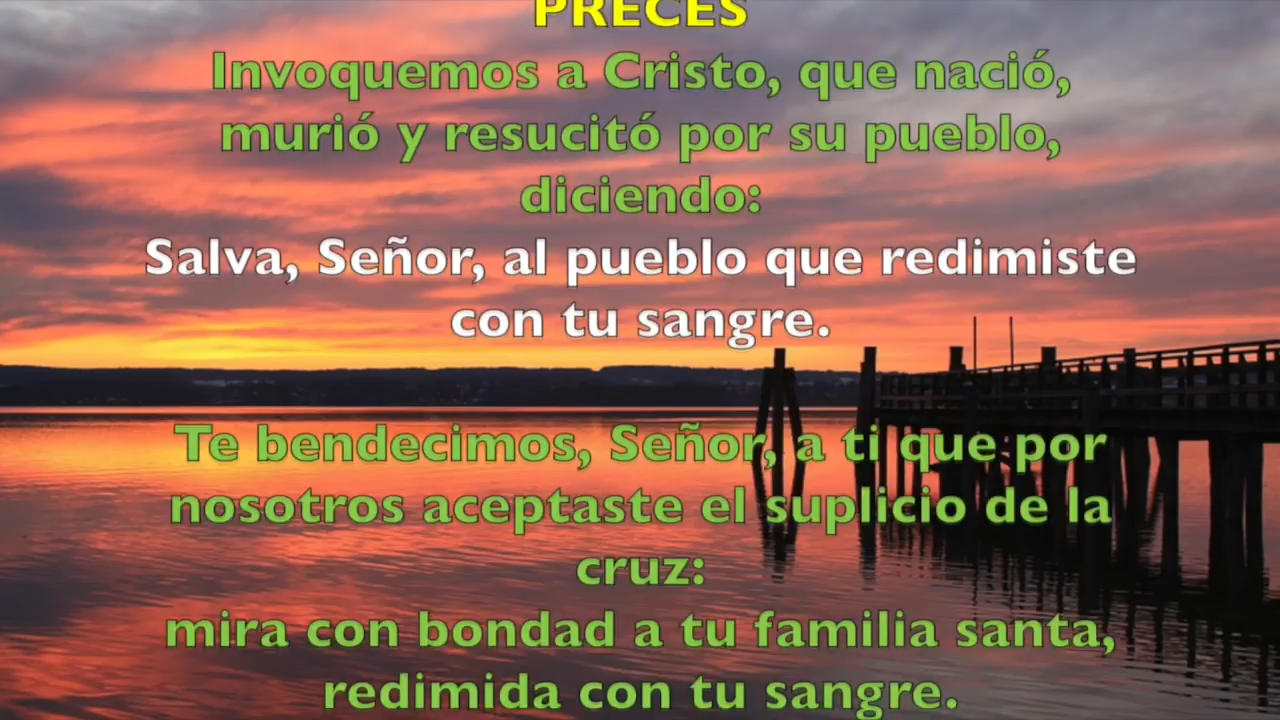 PRECES
Invoquemos a Cristo, que nació,
murió y resucitó por su pueblo,
diciendo:
Salva, Señor, al pueblo que redimiste
con tu sangre.
Te bendecimos, Señor, a ti que por
nosotros aceptaste el suplicio de la
cruz:
mira con bondad a tu familia santa,
redimida con tu sangre.